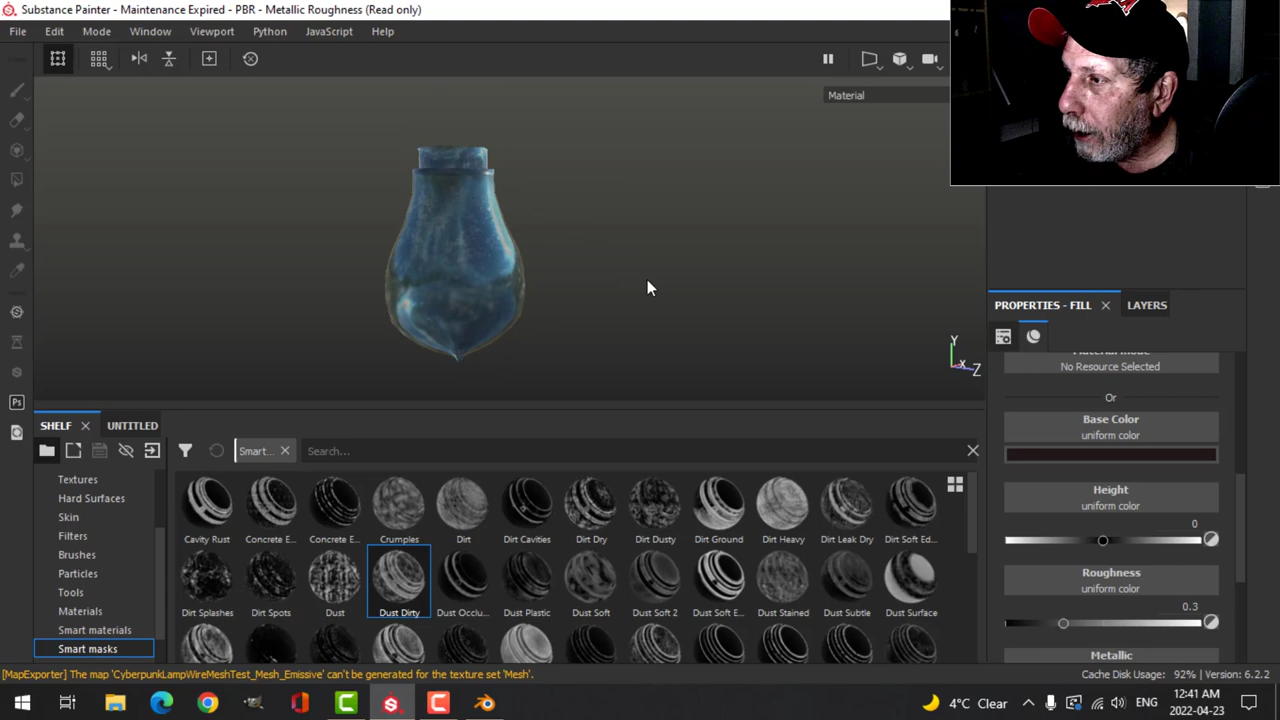 Substance Painter - Maintenance Expired - PBR - Metallic Roughness (Read only)
File Edit Mode Window Viewport Python JavaScript Help
Material
Y
X
Z
PROPERTIES - FILL LAYERS
Material mode
No Resource Selected
Or
Base Color
uniform color
Height
uniform color
0
Roughness
uniform color
0.3
Metallic
SHELF UNTITLED
Smart... Search...
Textures
Hard Surfaces
Skin
Filters
Brushes
Particles
Tools
Materials
Smart materials
Smart masks
Cavity Rust Concrete E... Concrete E... Crumples Dirt Dirt Cavities Dirt Dry Dirt Dusty Dirt Ground Dirt Heavy Dirt Leak Dry Dirt Soft Ed...
Dirt Splashes Dirt Spots Dust Dust Dirty Dust Occlu... Dust Plastic Dust Soft Dust Soft 2 Dust Soft E... Dust Stained Dust Subtle Dust Surface
[MapExporter] The map 'CyberpunkLampWireMeshTest_Mesh_Emissive' can't be generated for the texture set 'Mesh'.
Cache Disk Usage: 92% | Version: 6.2.2
Ps
4°C Clear
ENG
12:41 AM
2022-04-23